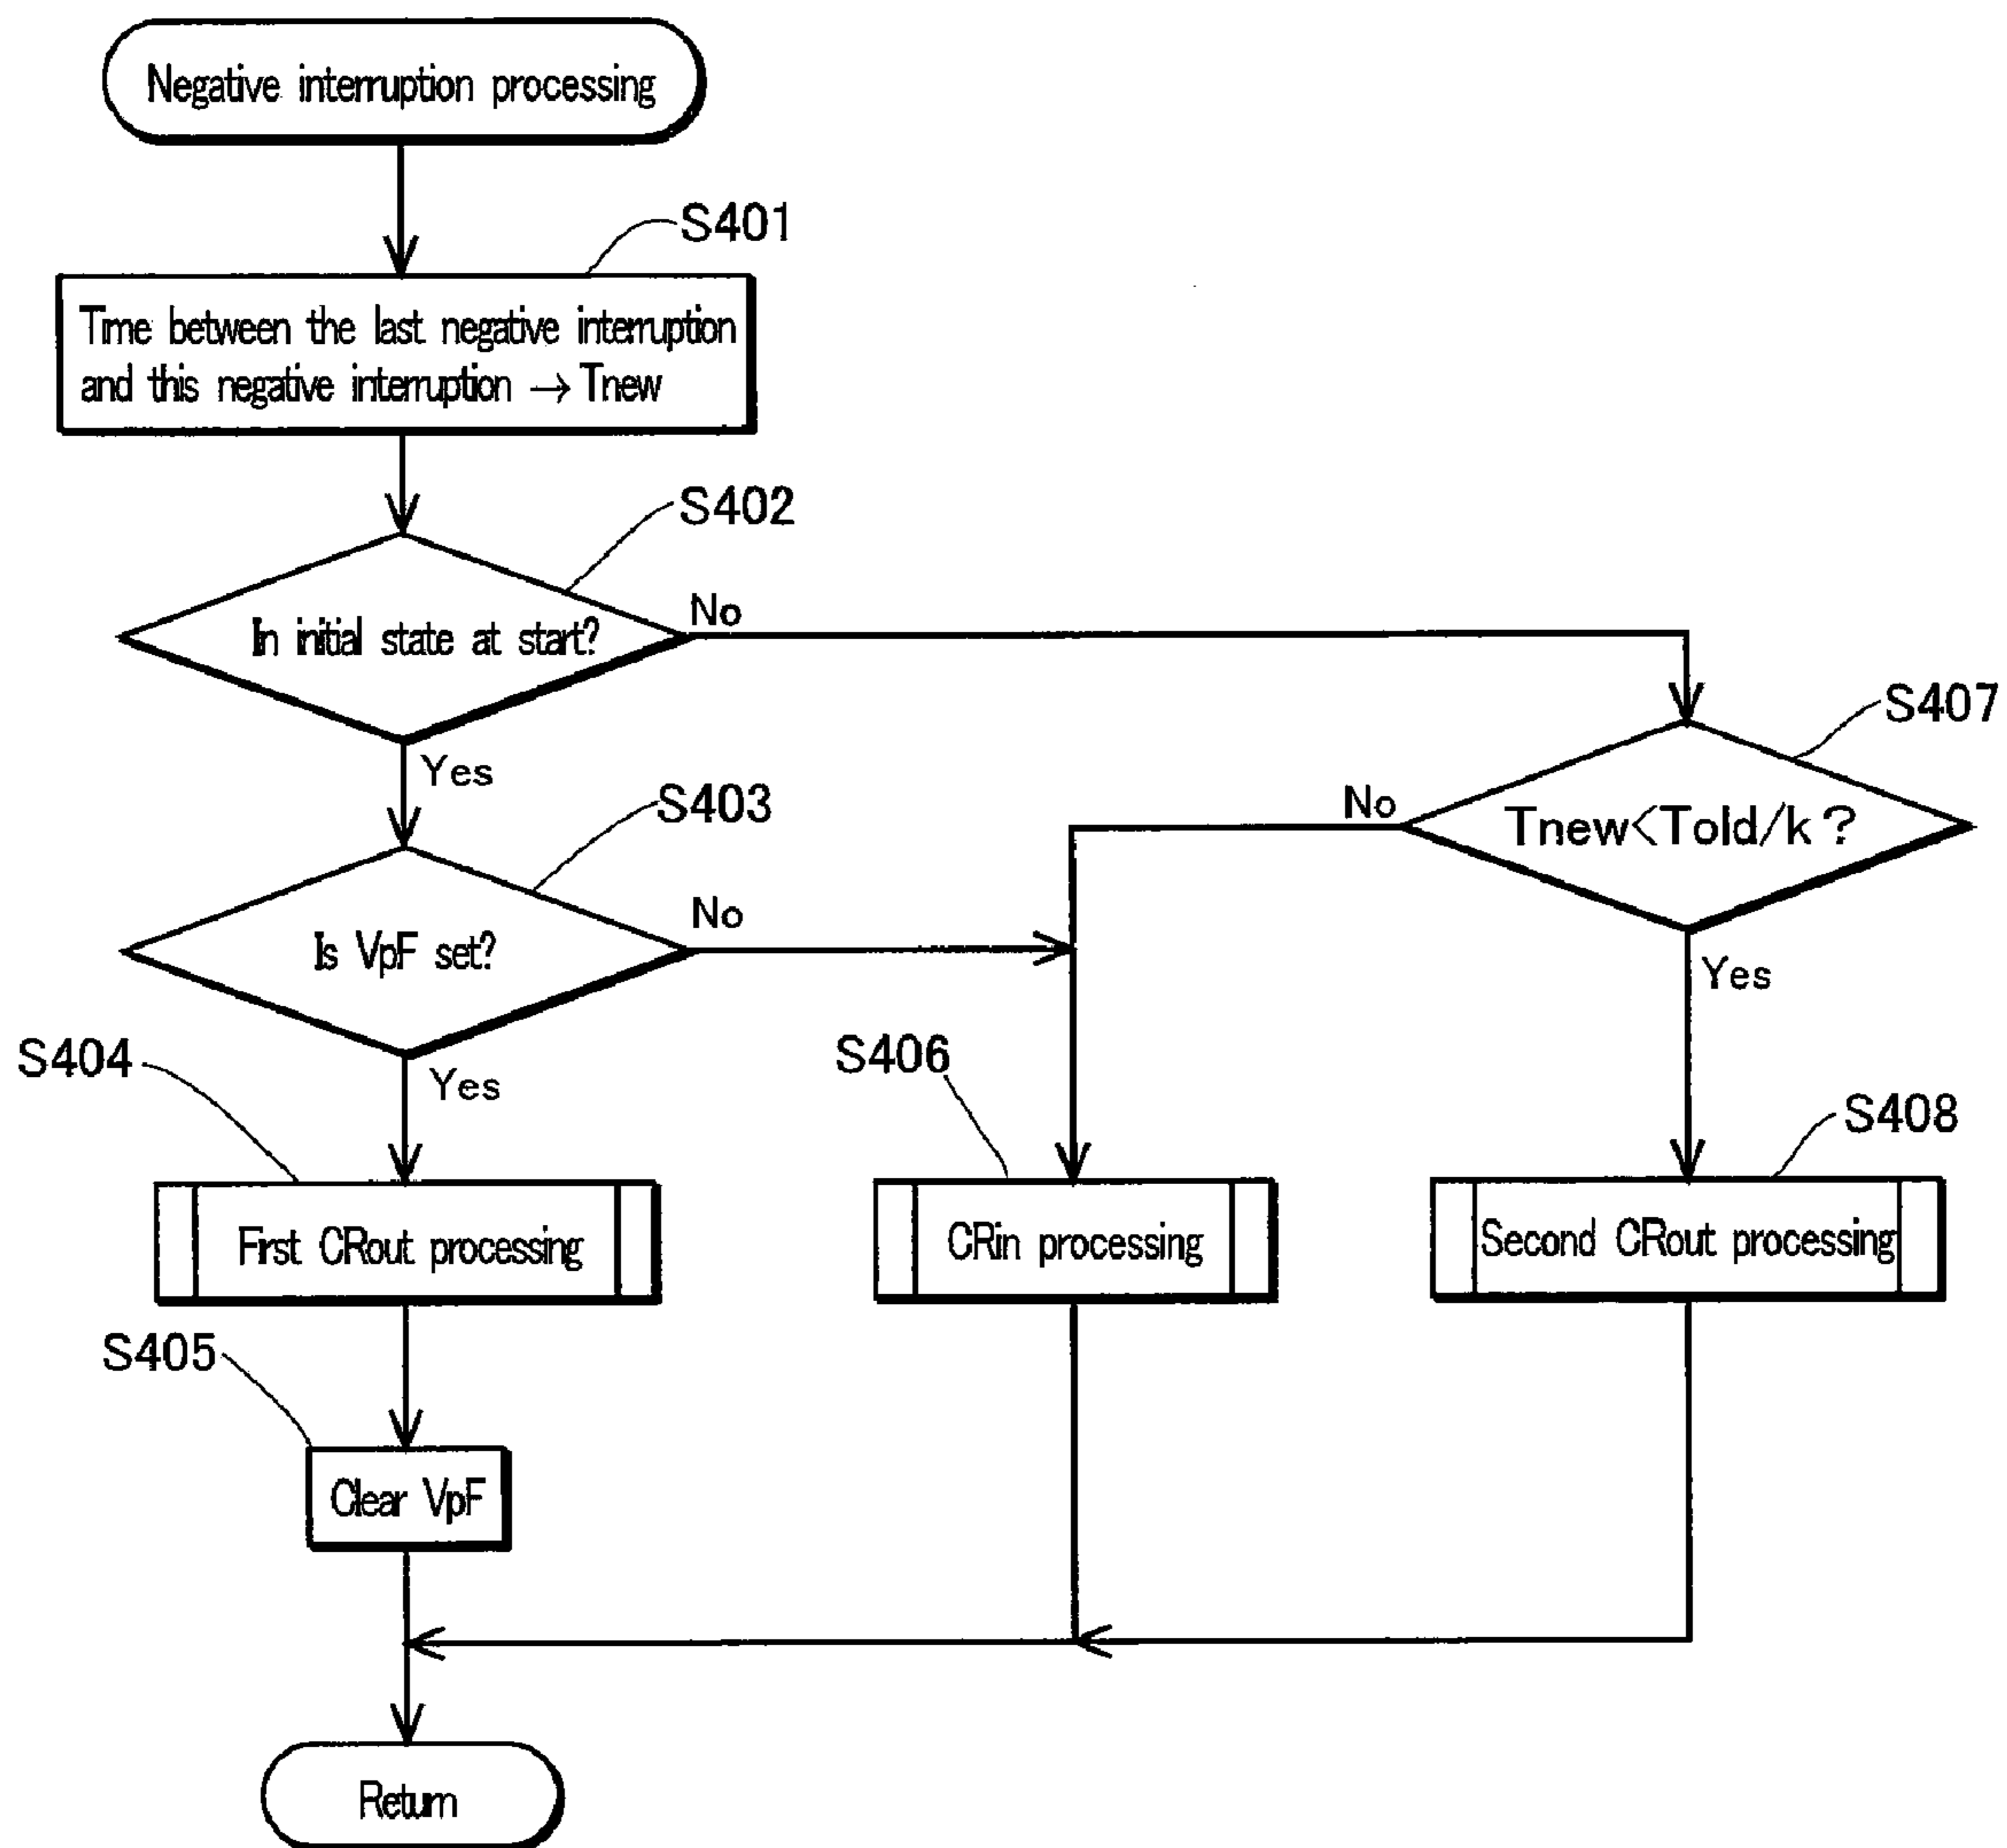 Negative interruption processing
S401
Time between the last negative interruption
and this negative interruption → Tnew
S402
In initial state at start?
No
Yes
S407
Tnew<Told/k ?
No
Yes
S403
Is VpF set?
No
Yes
S404
First CRout processing
S406
CRin processing
S408
Second CRout processing
S405
Clear VpF
Return